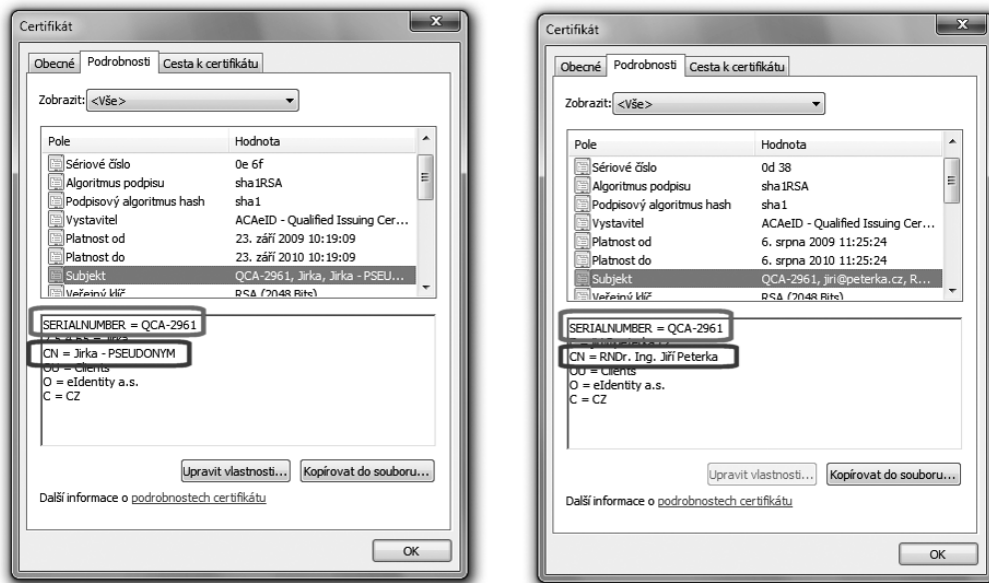 Certifikát
X
Obecné Podrobnosti Cesta k certifikátu
Zobrazit: <Vše>
Pole Hodnota
Sériové číslo 0e 6f
Algoritmus podpisu sha1RSA
Podpisový algoritmus hash sha1
Vystavitel ACAeID - Qualified Issuing Cer...
Platnost od 23. září 2009 10:19:09
Platnost do 23. září 2010 10:19:09
Subjekt QCA-2961, Jirka, Jirka - PSEU...
Veřejný klíč RSA (2048 Bits)
SERIALNUMBER = QCA-2961
CN = Jirka - PSEUDONYM
OU = Clients
O = eIdentity a.s.
C = CZ
Upravit vlastnosti... Kopírovat do souboru...
Další informace o podrobnostech certifikátu
OK
Certifikát
X
Obecné Podrobnosti Cesta k certifikátu
Zobrazit: <Vše>
Pole Hodnota
Sériové číslo 0d 38
Algoritmus podpisu sha1RSA
Podpisový algoritmus hash sha1
Vystavitel ACAeID - Qualified Issuing Cer...
Platnost od 6. srpna 2009 11:25:24
Platnost do 6. srpna 2010 11:25:24
Subjekt QCA-2961, jiri@peterka.cz, R...
Veřejný klíč RSA (2048 Bits)
SERIALNUMBER = QCA-2961
CN = RNDr. Ing. Jiří Peterka
OU = Clients
O = eIdentity a.s.
C = CZ
Upravit vlastnosti... Kopírovat do souboru...
Další informace o podrobnostech certifikátu
OK